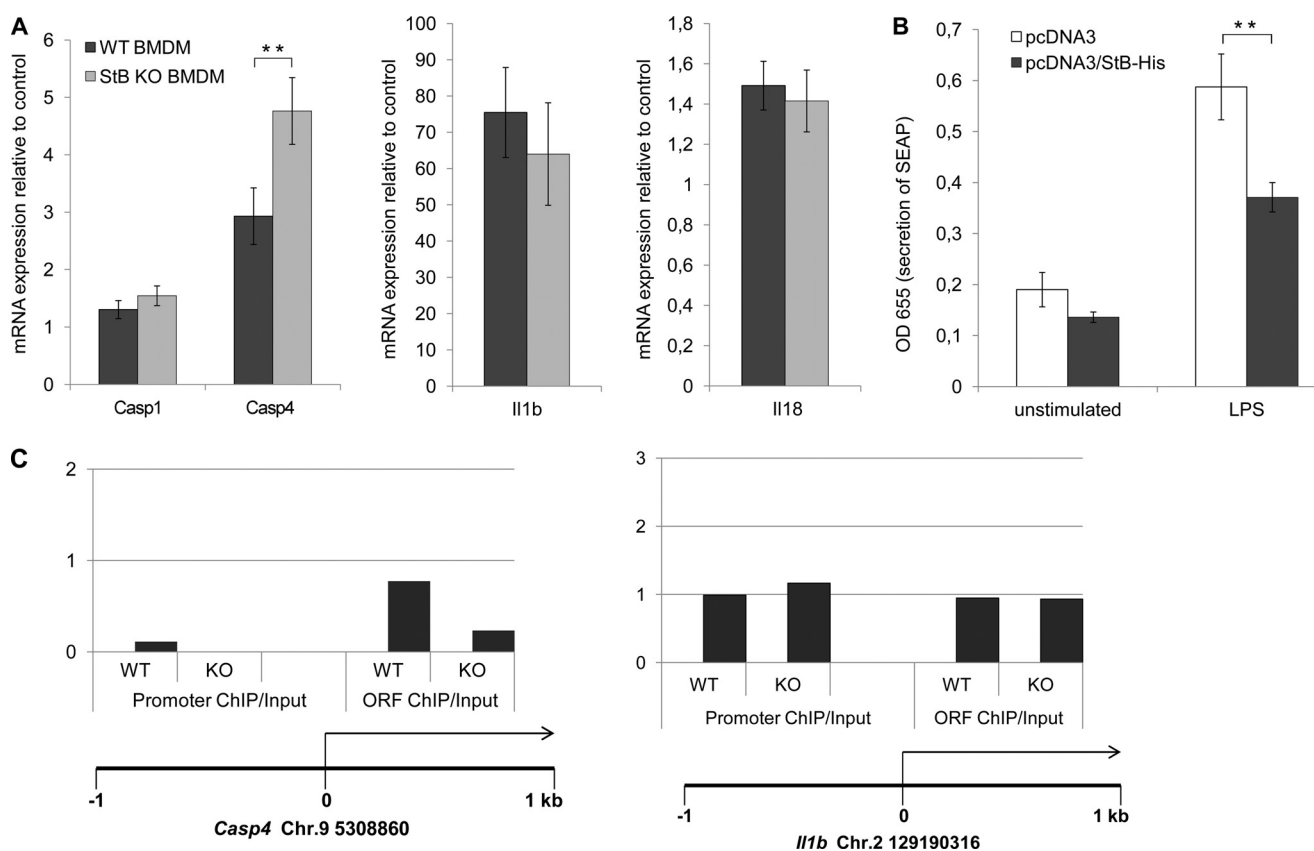 A
mRNA expression relative to control
6
5
4
3
2
1
0
WT BMDM
StB KO BMDM
**
Casp1
Casp4
mRNA expression relative to control
100
90
80
70
60
50
40
30
20
10
0
Il1b
mRNA expression relative to control
1,8
1,6
1,4
1,2
1
0,8
0,6
0,4
0,2
0
Il18
B
OD 655 (secretion of SEAP)
0,7
0,6
0,5
0,4
0,3
0,2
0,1
0
pcDNA3
pcDNA3/StB-His
**
unstimulated
LPS
C
2
1
0
WT
KO
WT
KO
Promoter ChIP/Input
ORF ChIP/Input
-1
0
1 kb
Casp4 Chr.9 5308860
3
2
1
0
WT
KO
WT
KO
Promoter ChIP/Input
ORF ChIP/Input
-1
0
1 kb
Il1b Chr.2 129190316